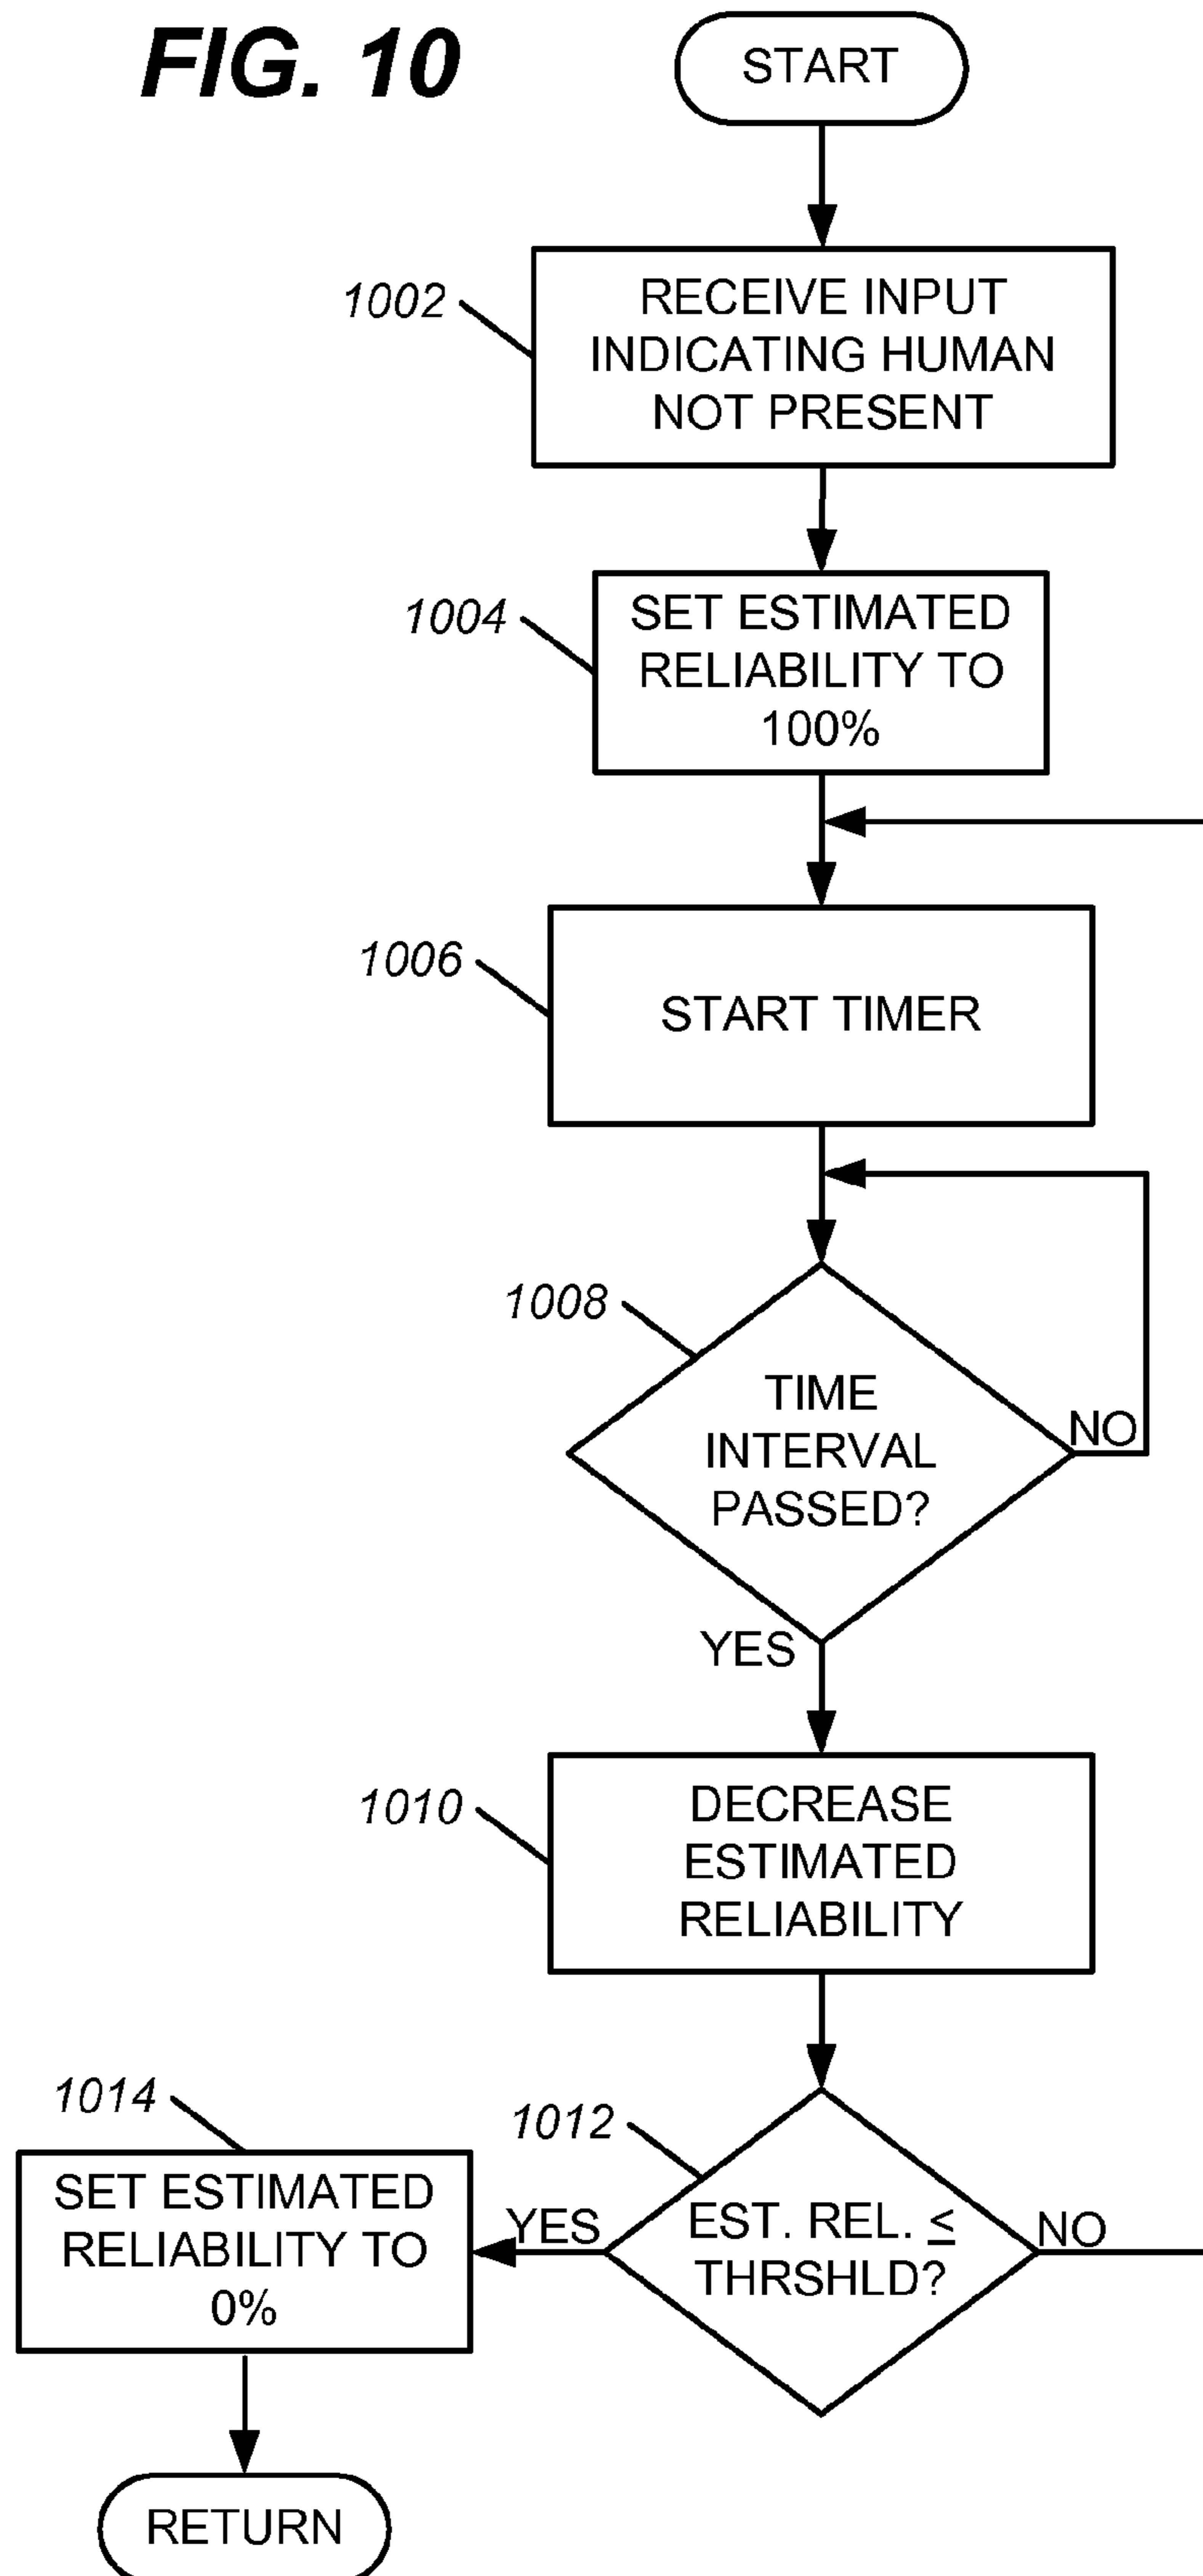 FIG. 10
START
1002
RECEIVE INPUT
INDICATING HUMAN
NOT PRESENT
1004
SET ESTIMATED
RELIABILITY TO
100%
1006
START TIMER
1008
TIME
INTERVAL
PASSED?
NO
YES
1010
DECREASE
ESTIMATED
RELIABILITY
1012
EST. REL. ≤
THRSHLD?
NO
YES
1014
SET ESTIMATED
RELIABILITY TO
0%
RETURN